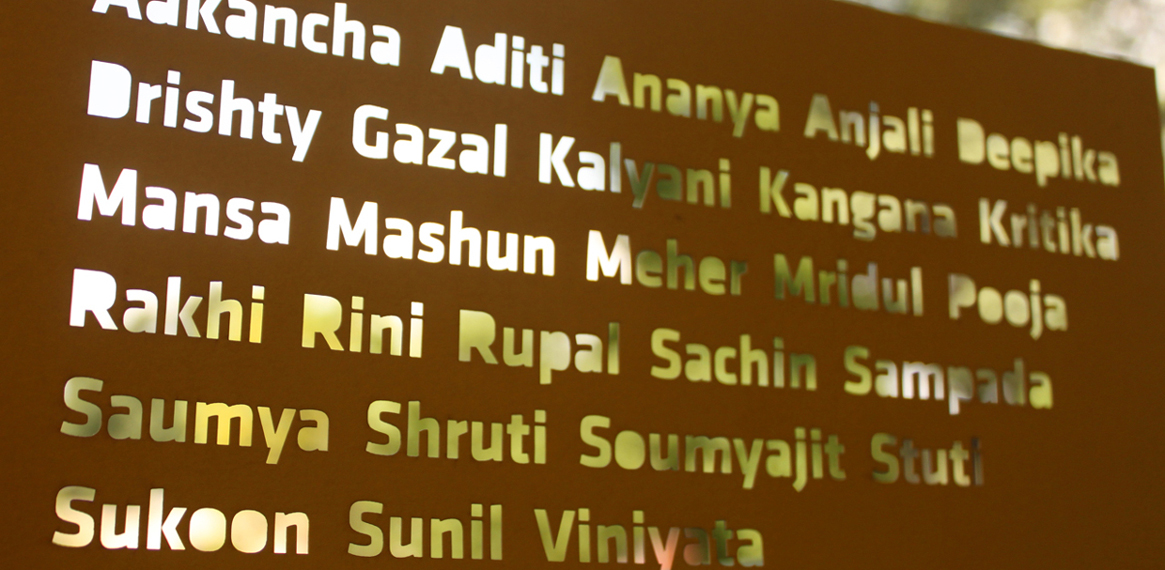 Aakancha Aditi Ananya Anjali Deepika
Drishty Gazal Kalyani Kangana Kritika
Mansa Mashun Meher Mridul Pooja
Rakhi Rini Rupal Sachin Sampada
Saumya Shruti Soumyajit Stuti
Sukoon Sunil Viniyata